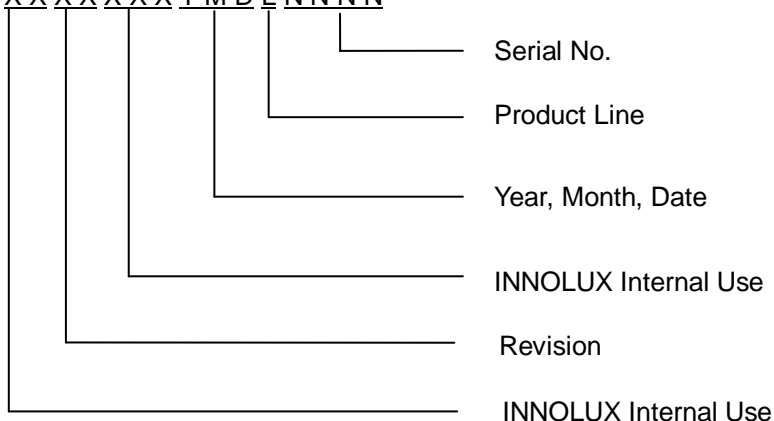 X X X X X X X Y M D L N N N N
Serial No.
Product Line
Year, Month, Date
INNOLUX Internal Use
Revision
INNOLUX Internal Use